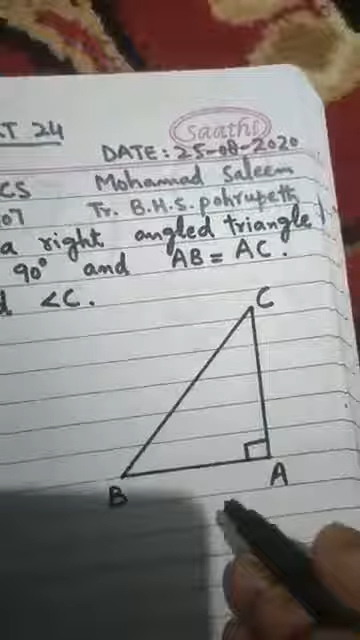 T 24
Saathi
DATE: 25-08-2020
CS Mohamad Saleem
07 Tr. B.H.S. pohrupeth
a right angled triangle,
90° and AB = AC.
<C.
C
B
A